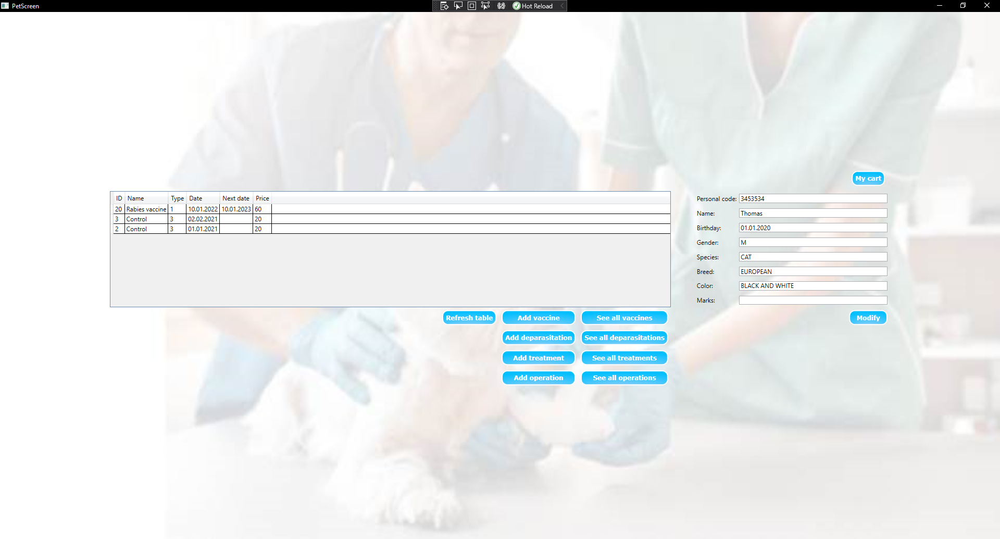 PetScreen
Hot Reload
My cart
ID Name Type Date Next date Price
20 Rabies vaccine 1 10.01.2022 10.01.2023 60
3 Control 3 02.02.2021 20
2 Control 3 01.01.2021 20
Personal code: 3453534
Name: Thomas
Birthday: 01.01.2020
Gender: M
Species: CAT
Breed: EUROPEAN
Color: BLACK AND WHITE
Marks:
Refresh table Add vaccine See all vaccines Modify
Add deparasitation See all deparasitations
Add treatment See all treatments
Add operation See all operations